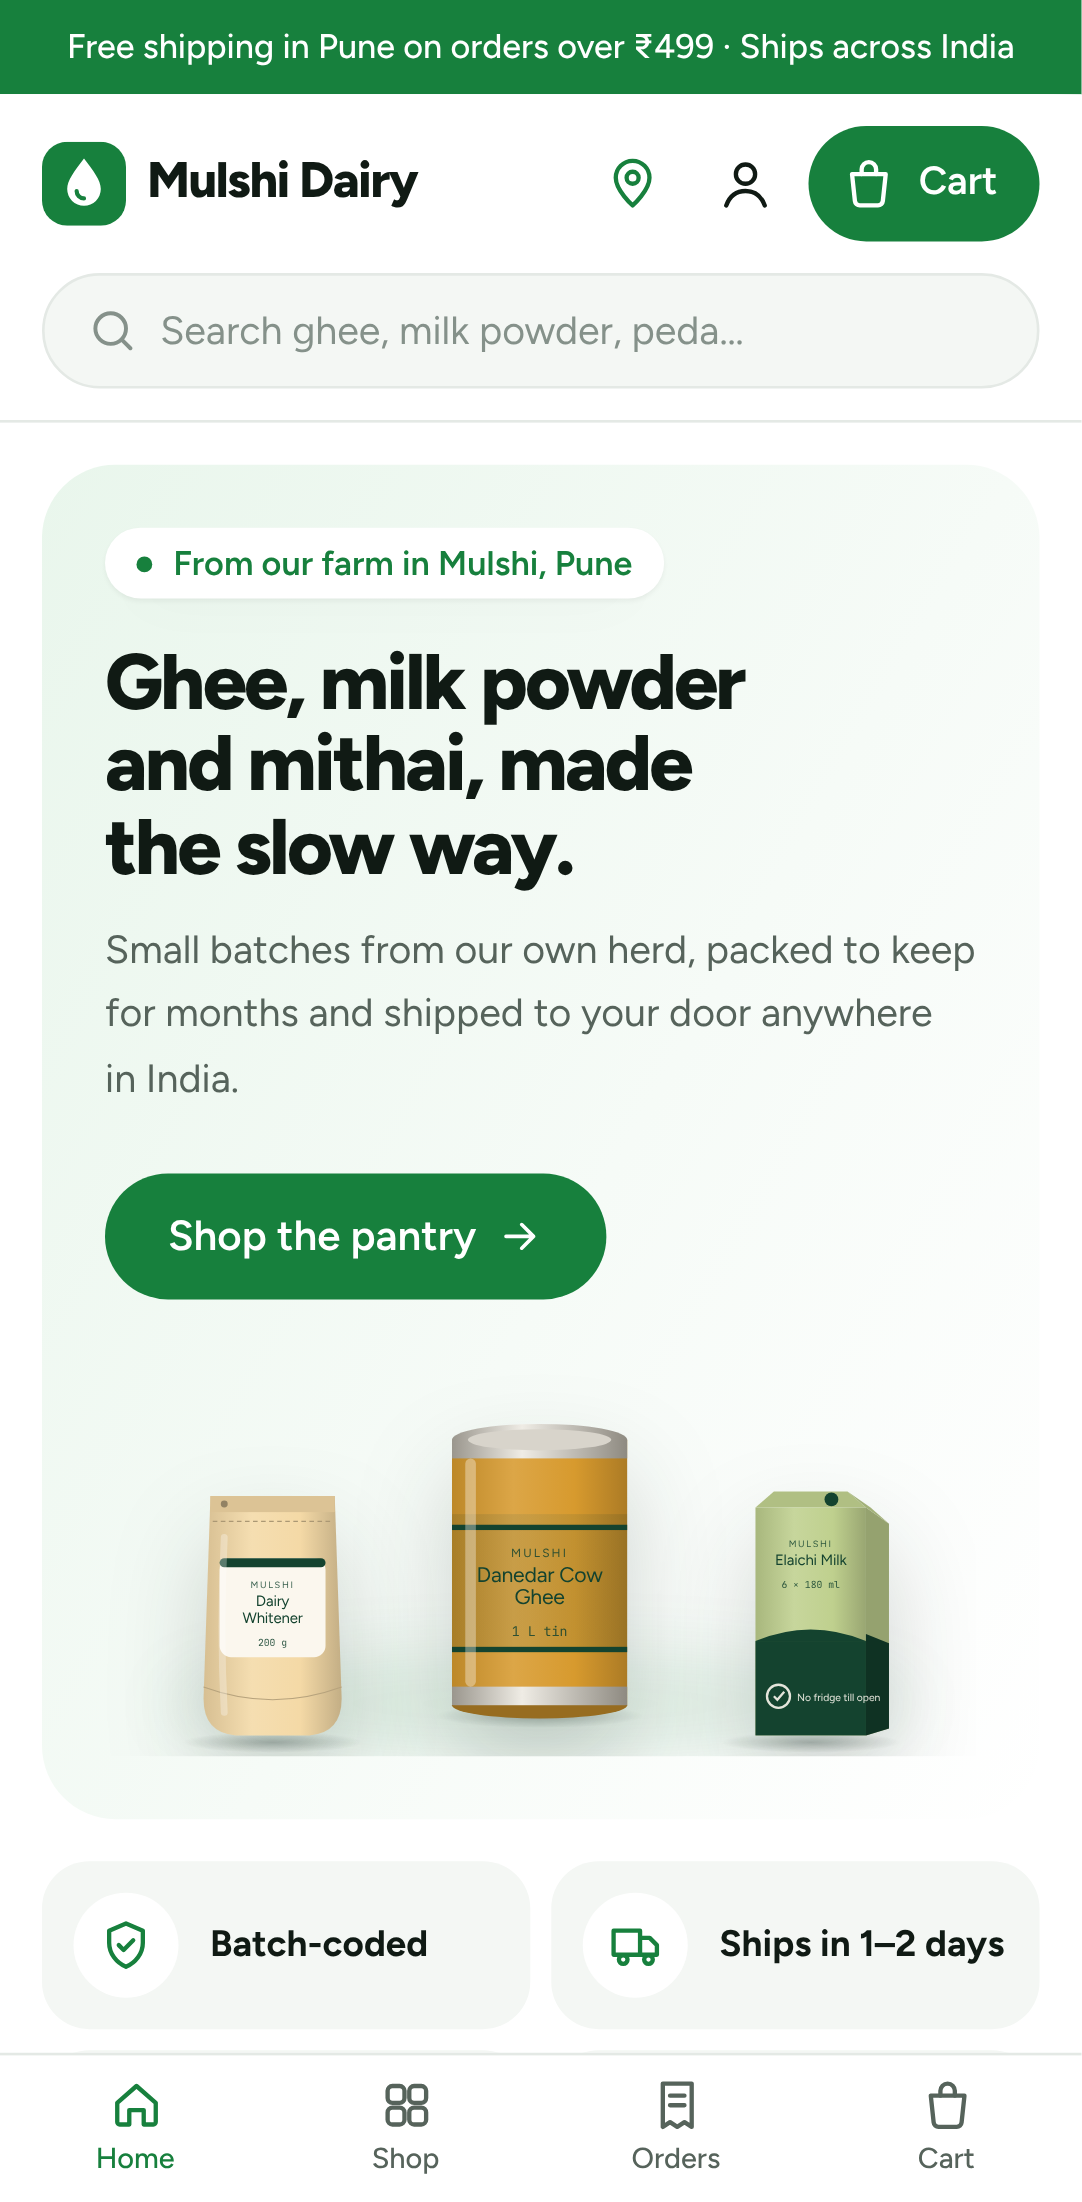 Free shipping in Pune on orders over ₹499 · Ships across India
Mulshi Dairy
Cart
Search ghee, milk powder, peda...
From our farm in Mulshi, Pune
Ghee, milk powder
and mithai, made
the slow way.
Small batches from our own herd, packed to keep
for months and shipped to your door anywhere
in India.
Shop the pantry →
MULSHI
Dairy
Whitener
200 g
MULSHI
Danedar Cow
Ghee
1 L tin
MULSHI
Elaichi Milk
6 × 180 ml
No fridge till open
Batch-coded
Ships in 1–2 days
Home
Shop
Orders
Cart